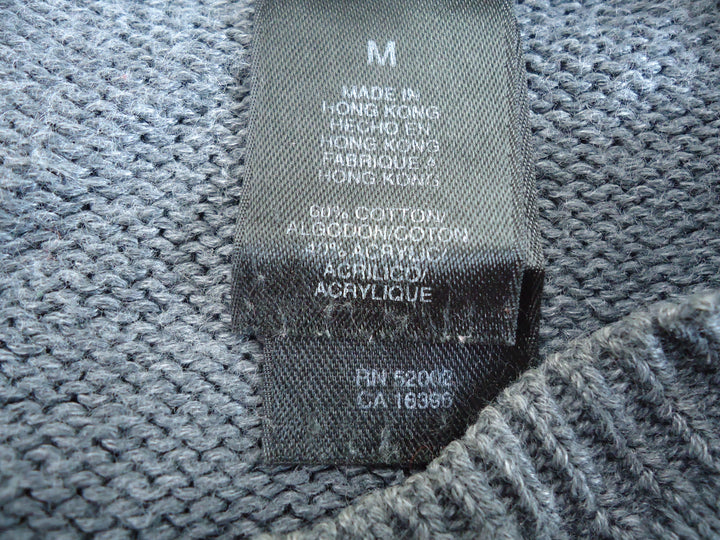 M
MADE IN
HONG KONG
HECHO EN
HONG KONG
FABRIQUE A
HONG KONG
60% COTTON/
ALGODON/COTON
40% ACRYLIC/
ACRILICO/
ACRYLIQUE
RN 52002
CA 16396